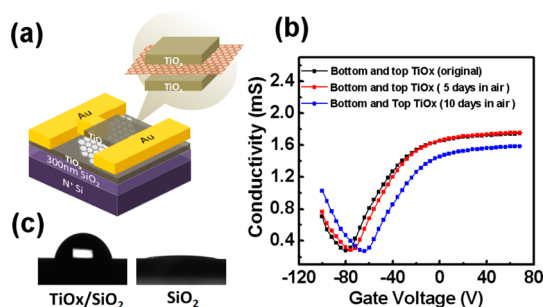 (a)
TiOx
TiOx
Au
TiOx
Au
TiOx
300nm SiO2
N+ Si
(b)
Conductivity (mS)
2.8
2.4
2.0
1.6
1.2
0.8
0.4
Bottom and top TiOx (original)
Bottom and top TiOx ( 5 days in air )
Bottom and Top TiOx (10 days in air )
-120 -80 -40 0 40 80
Gate Voltage (V)
(c)
TiOx/SiO2 SiO2